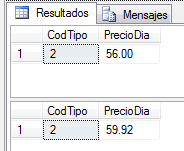 Resultados Mensajes
CodTipo PrecioDia
1 2 56.00
CodTipo PrecioDia
1 2 59.92